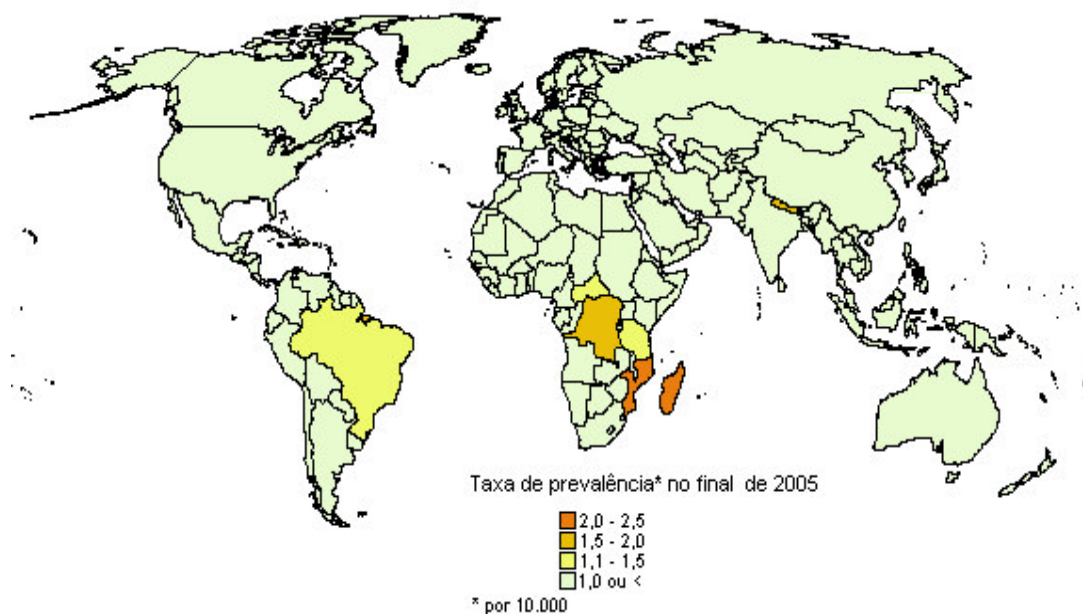 Taxa de prevalência* no final de 2005
2,0 - 2,5
1,5 - 2,0
1,1 - 1,5
1,0 ou <
* por 10.000